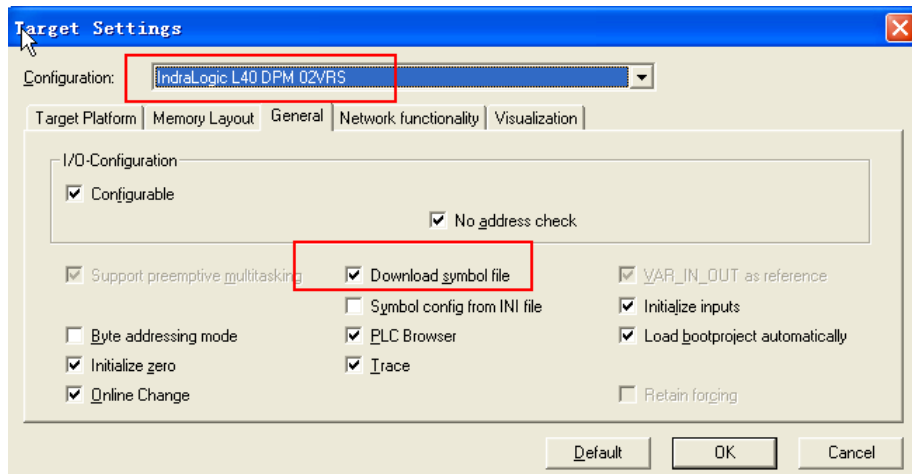 Target Settings
Configuration: IndraLogic L40 DPM 02VRS
Target Platform Memory Layout General Network functionality Visualization
I/O-Configuration
Configurable
No address check
Support preemptive multitasking Download symbol file VAR_IN_OUT as reference
Symbol config from INI file Initialize inputs
Byte addressing mode PLC Browser Load bootproject automatically
Initialize zero Trace
Online Change Retain forcing
Default OK Cancel